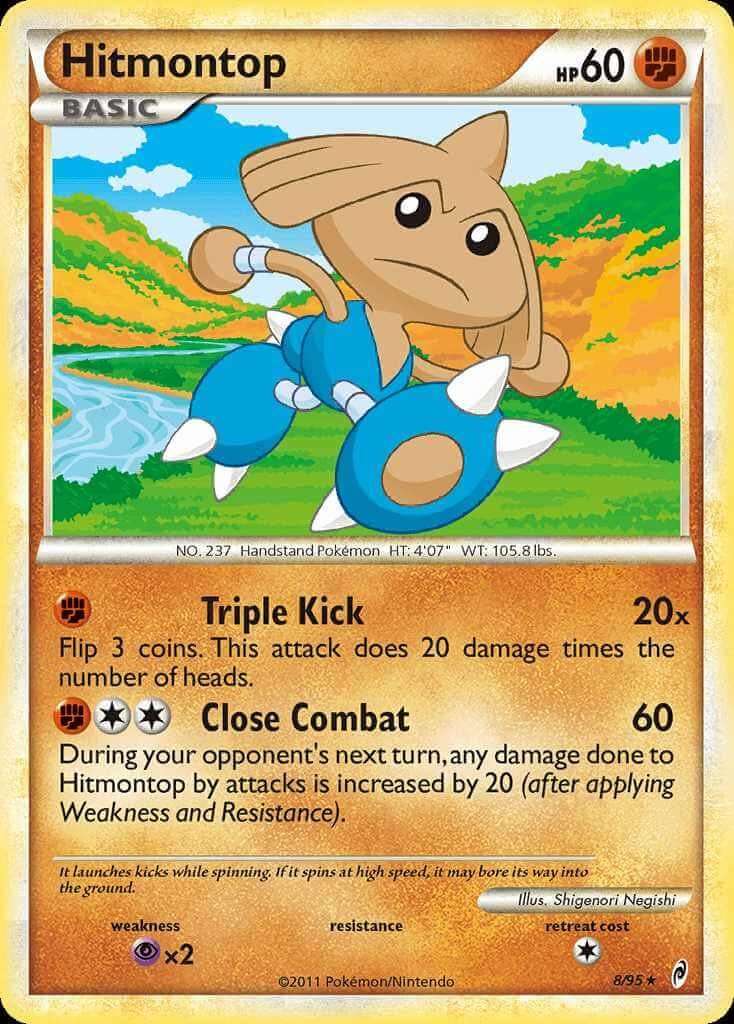 Hitmontop HP60
BASIC
NO. 237 Handstand Pokémon HT: 4'07" WT: 105.8 lbs.
Triple Kick 20x
Flip 3 coins. This attack does 20 damage times the
number of heads.
Close Combat 60
During your opponent's next turn, any damage done to
Hitmontop by attacks is increased by 20 (after applying
Weakness and Resistance).
It launches kicks while spinning. If it spins at high speed, it may bore its way into
the ground.
Illus. Shigenori Negishi
weakness resistance retreat cost
×2
©2011 Pokémon/Nintendo 8/95 ★